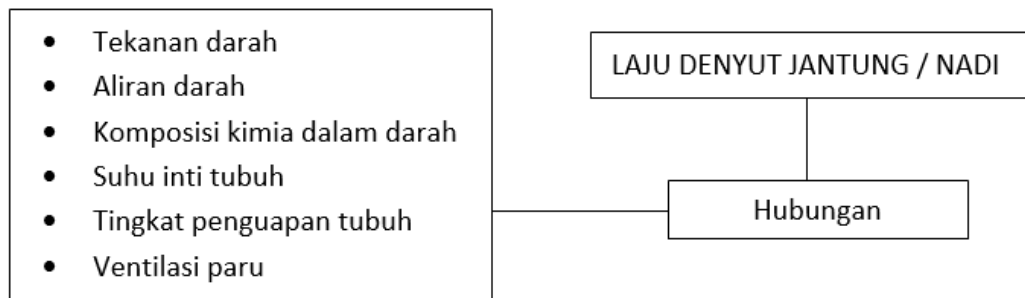 • Tekanan darah
• Aliran darah
• Komposisi kimia dalam darah
• Suhu inti tubuh
• Tingkat penguapan tubuh
• Ventilasi paru
LAJU DENYUT JANTUNG / NADI
Hubungan